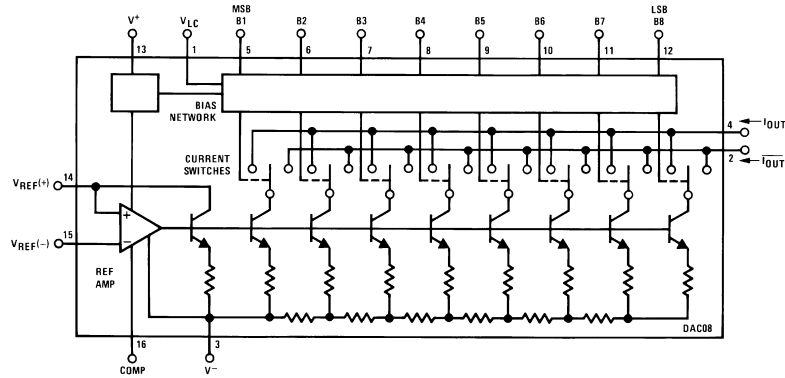 MSB LSB
V+ VLC B1 B2 B3 B4 B5 B6 B7 B8
13 1 5 6 7 8 9 10 11 12
BIAS
NETWORK
4 IOUT
CURRENT
SWITCHES
2 IOUT
14
VREF(+)
+
15
VREF(−)
−
REF
AMP
DAC08
16 3
COMP V−